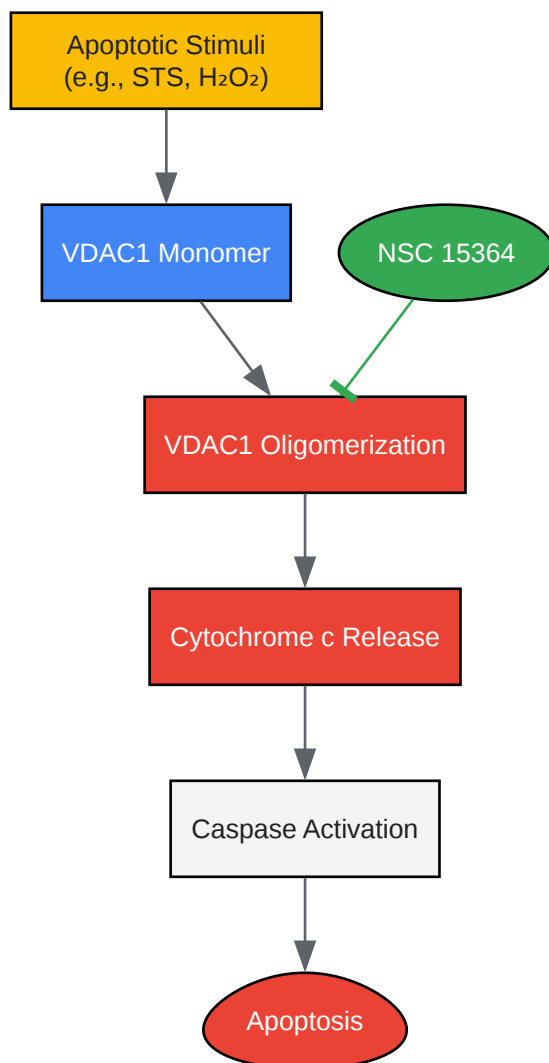 Apoptotic Stimuli
(e.g., STS, H₂O₂)
VDAC1 Monomer
NSC 15364
VDAC1 Oligomerization
Cytochrome c Release
Caspase Activation
Apoptosis